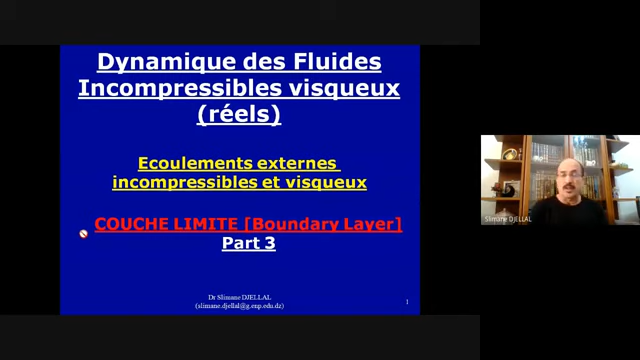 Dynamique des Fluides
Incompressibles visqueux
(réels)
Ecoulements externes
incompressibles et visqueux
COUCHE LIMITE [Boundary Layer]
Part 3
Dr Slimane DJELLAL
(slimane.djellal@g.enp.edu.dz)
1
Slimane DJELLAL